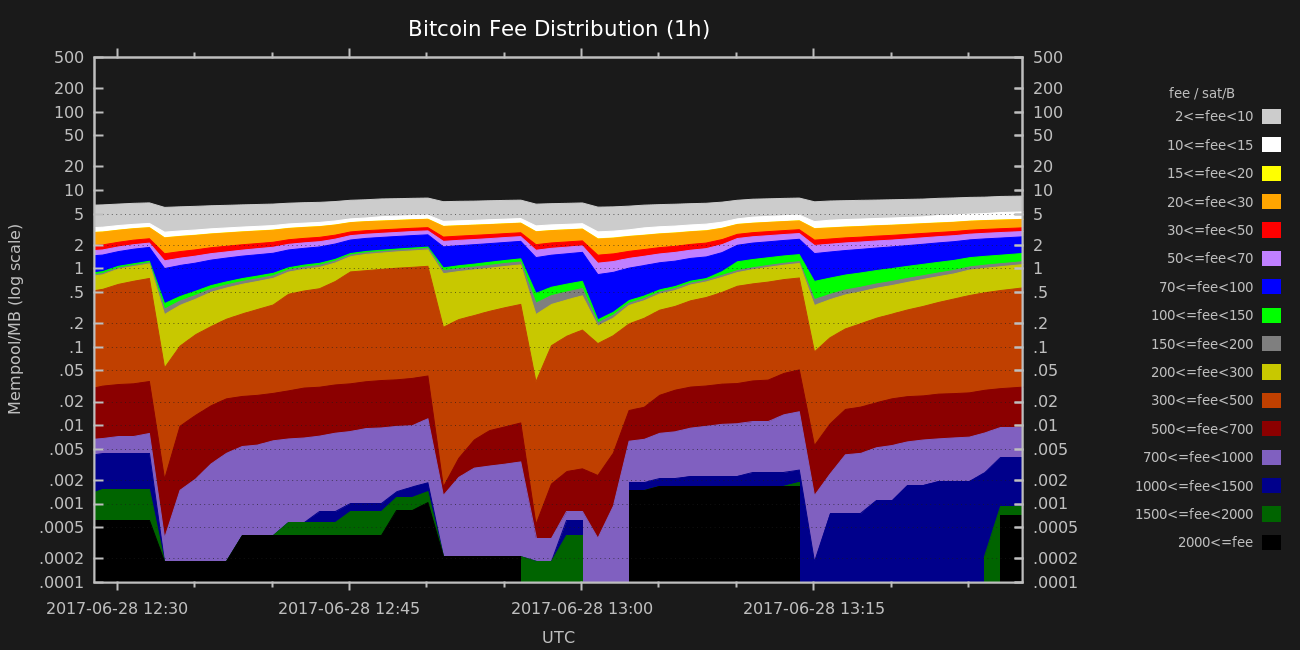 Bitcoin Fee Distribution (1h)
500 500
200 200
100 100
50 50
20 20
10 10
5 5
2 2
1 1
.5 .5
.2 .2
.1 .1
.05 .05
.02 .02
.01 .01
.005 .005
.002 .002
.001 .001
.0005 .0005
.0002 .0002
.0001 .0001
Mempool/MB (log scale)
2017-06-28 12:30 2017-06-28 12:45 2017-06-28 13:00 2017-06-28 13:15
UTC
fee / sat/B
2<=fee<10
10<=fee<15
15<=fee<20
20<=fee<30
30<=fee<50
50<=fee<70
70<=fee<100
100<=fee<150
150<=fee<200
200<=fee<300
300<=fee<500
500<=fee<700
700<=fee<1000
1000<=fee<1500
1500<=fee<2000
2000<=fee